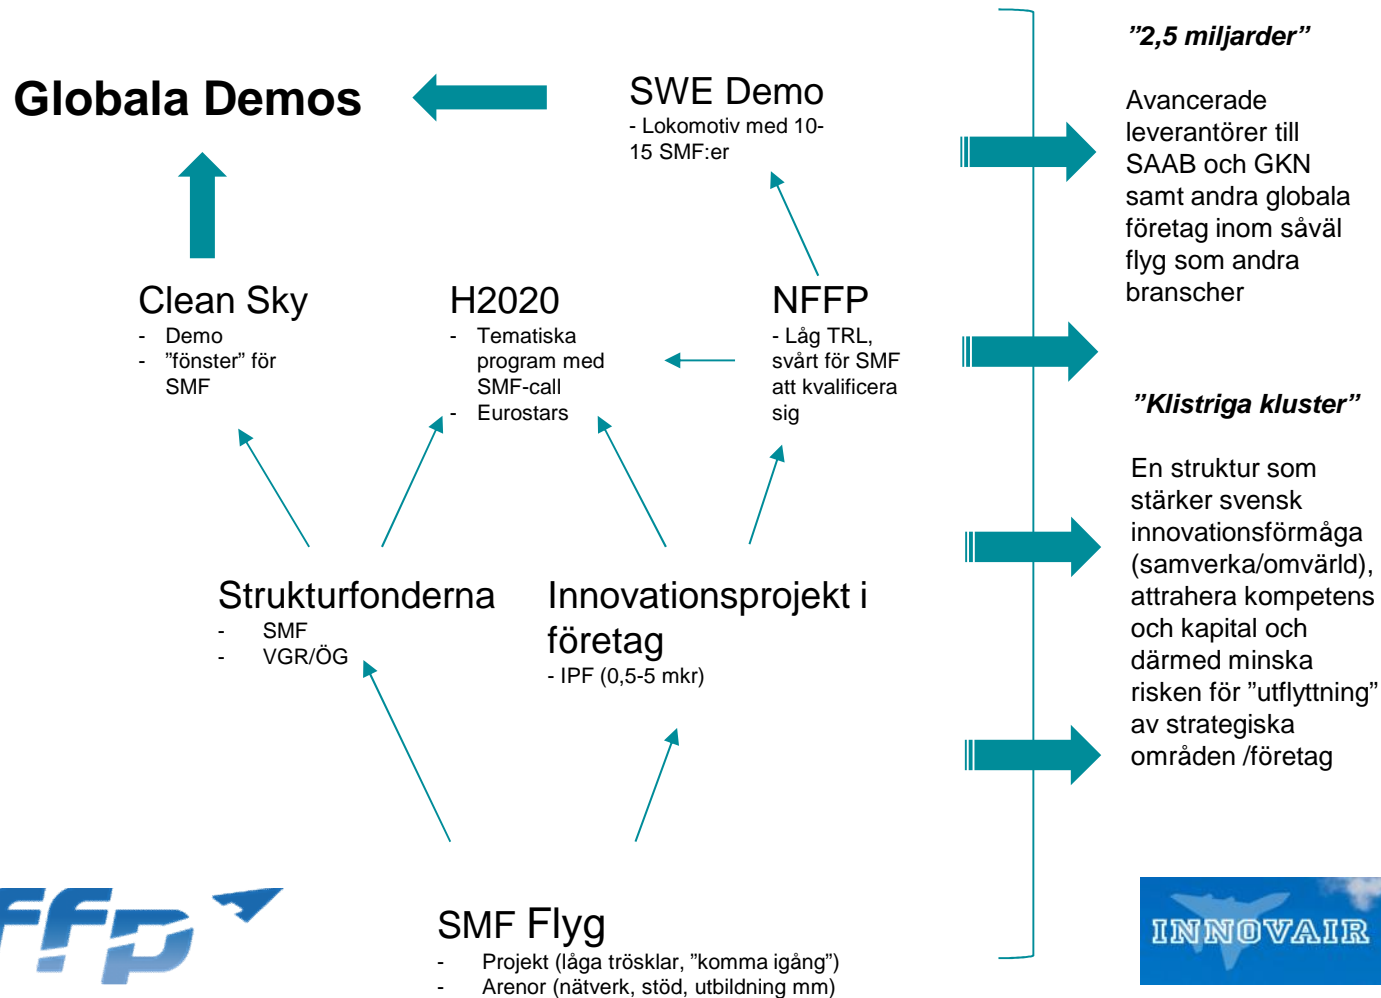 Globala Demos
SWE Demo
- Lokomotiv med 10-
15 SMF:er
Clean Sky
- Demo
- ”fönster” för
SMF
H2020
- Tematiska
program med
SMF-call
- Eurostars
NFFP
- Låg TRL,
svårt för SMF
att kvalificera
sig
Strukturfonderna
- SMF
- VGR/ÖG
Innovationsprojekt i
företag
- IPF (0,5-5 mkr)
SMF Flyg
- Projekt (låga trösklar, ”komma igång”)
- Arenor (nätverk, stöd, utbildning mm)
”2,5 miljarder”
Avancerade
leverantörer till
SAAB och GKN
samt andra globala
företag inom såväl
flyg som andra
branscher
”Klistriga kluster”
En struktur som
stärker svensk
innovationsförmåga
(samverka/omvärld),
attrahera kompetens
och kapital och
därmed minska
risken för ”utflyttning”
av strategiska
områden /företag
ffp
INNOVAIR